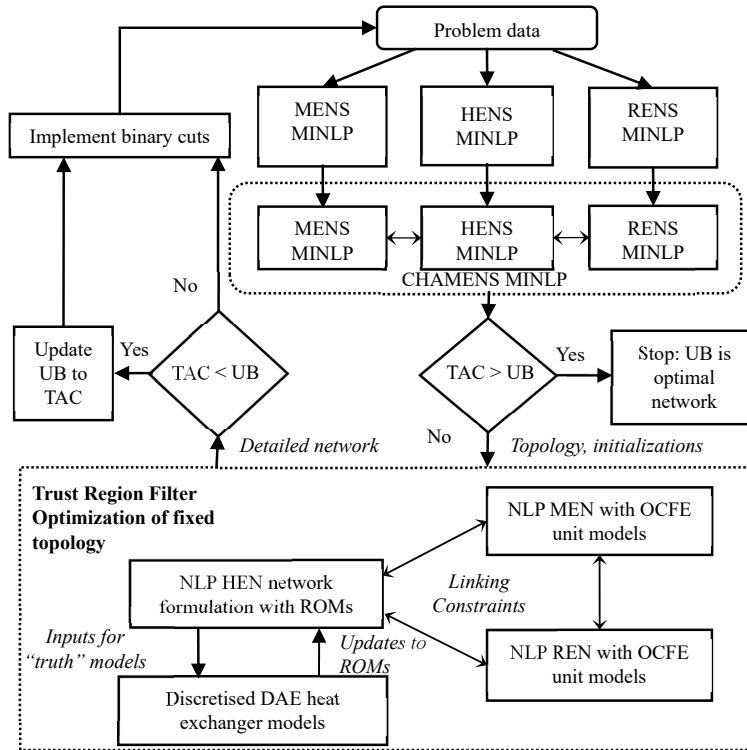 Problem data
MENS
MINLP
HENS
MINLP
RENS
MINLP
Implement binary cuts
MENS
MINLP
HENS
MINLP
RENS
MINLP
CHAMENS MINLP
No
Update
UB to
TAC
Yes
TAC < UB
TAC > UB
Yes
Stop: UB is
optimal
network
No
Detailed network
Topology, initializations
Trust Region Filter
Optimization of fixed
topology
NLP MEN with OCFE
unit models
NLP HEN network
formulation with ROMs
Linking
Constraints
Inputs for
“truth” models
Updates to
ROMs
NLP REN with OCFE
unit models
Discretised DAE heat
exchanger models